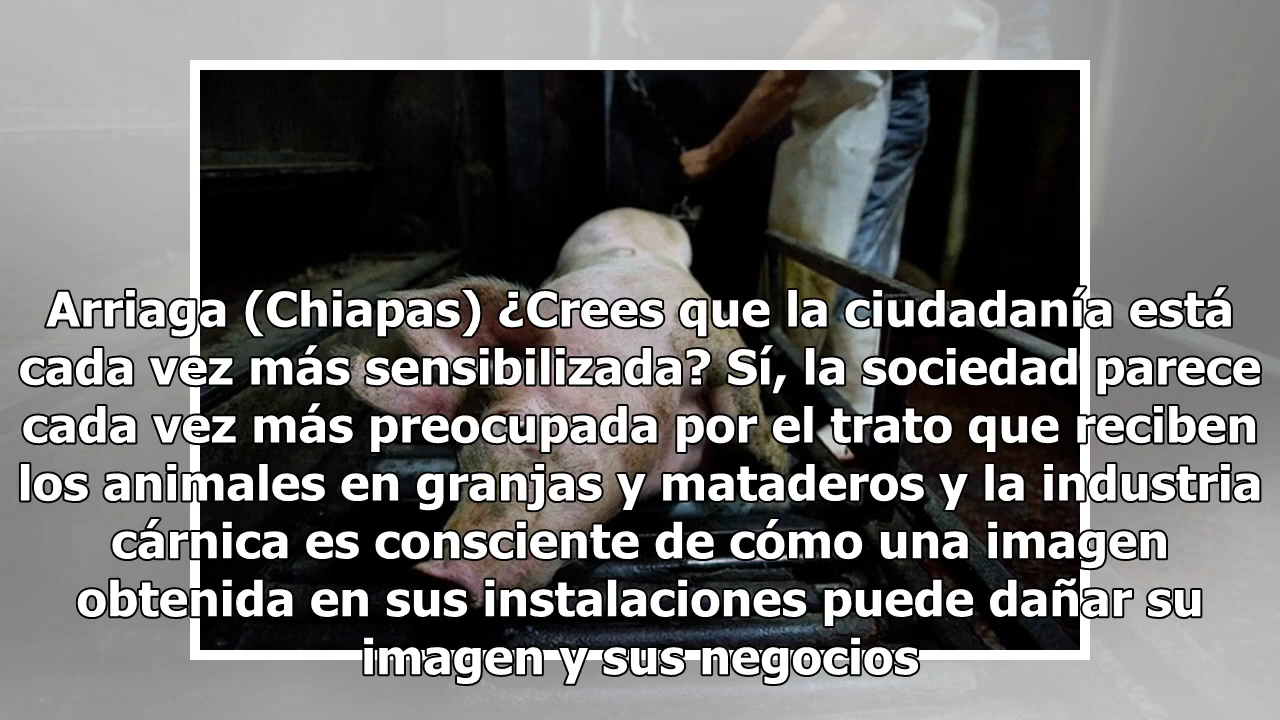 Arriaga (Chiapas) ¿Crees que la ciudadanía está
cada vez más sensibilizada? Sí, la sociedad parece
cada vez más preocupada por el trato que reciben
los animales en granjas y mataderos y la industria
cárnica es consciente de cómo una imagen
obtenida en sus instalaciones puede dañar su
imagen y sus negocios